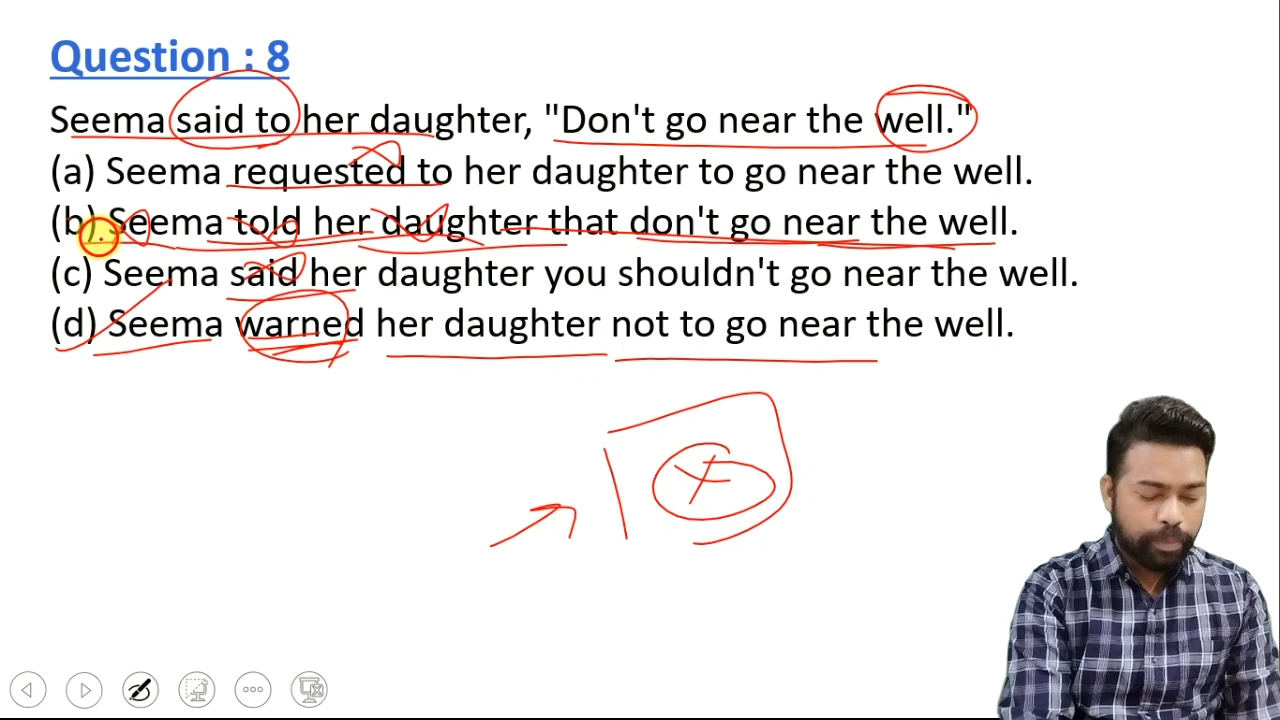 Question : 8
Seema said to her daughter, "Don't go near the well."
(a) Seema requested to her daughter to go near the well.
(b) Seema told her daughter that don't go near the well.
(c) Seema said her daughter you shouldn't go near the well.
(d) Seema warned her daughter not to go near the well.